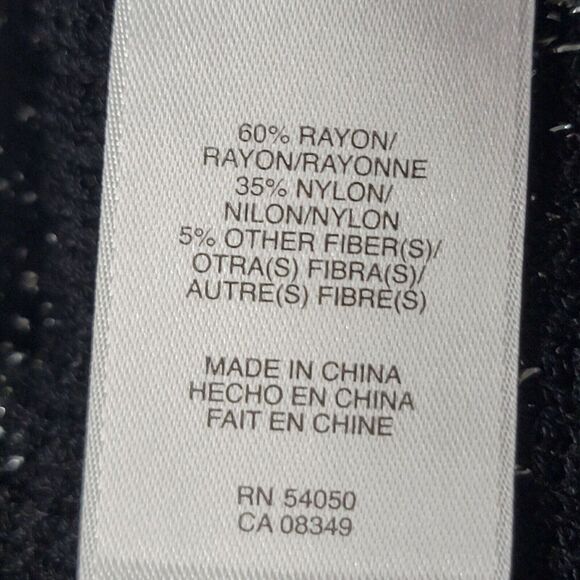 60% RAYON/
RAYON/RAYONNE
35% NYLON/
NILON/NYLON
5% OTHER FIBER(S)/
OTRA(S) FIBRA(S)/
AUTRE(S) FIBRE(S)
MADE IN CHINA
HECHO EN CHINA
FAIT EN CHINE
RN 54050
CA 08349